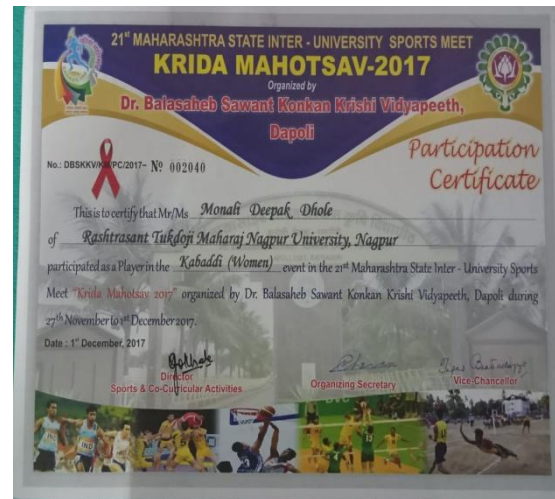 21st MAHARASHTRA STATE INTER - UNIVERSITY SPORTS MEET
KRIDA MAHOTSAV-2017
Organized by
Dr. Balasaheb Sawant Konkan Krishi Vidyapeeth,
Dapoli
Participation
Certificate
No.: DBSKKV/KM/PC/2017- No 002040
This is to certify that Mr/Ms Monali Deepak Dhole
of Rashtrasant Tukdoji Maharaj Nagpur University, Nagpur
participated as a Player in the Kabaddi (Women) event in the 21st Maharashtra State Inter - University Sports
Meet "Krida Mahotsav 2017" organized by Dr. Balasaheb Sawant Konkan Krishi Vidyapeeth, Dapoli during
27th November to 1st December 2017.
Date : 1st December, 2017
Director
Sports & Co-Curricular Activities
Organizing Secretary
Vice-Chancellor
IND